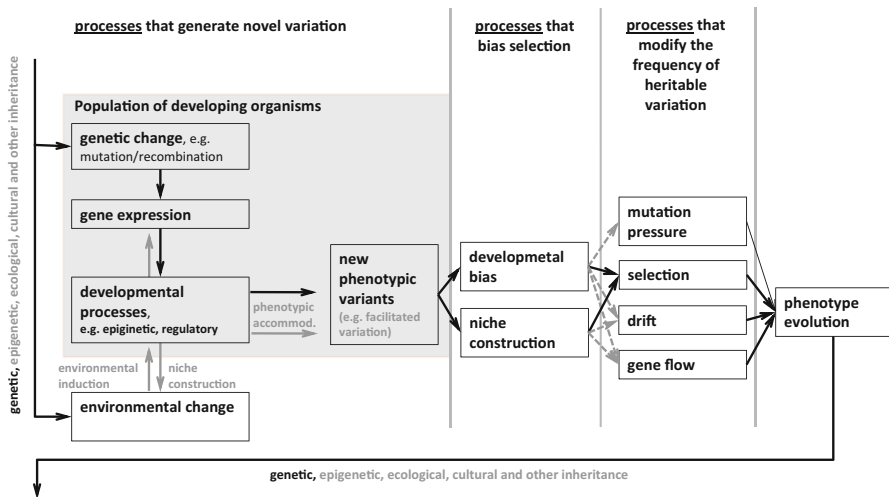 processes that generate novel variation
processes that
bias selection
processes that
modify the
frequency of
heritable
variation
genetic, epigenetic, ecological, cultural and other inheritance
Population of developing organisms
genetic change, e.g.
mutation/recombination
gene expression
developmental
processes,
e.g. epiginetic, regulatory
phenotypic
accommod.
new
phenotypic
variants
(e.g. facilitated
variation)
environmental
induction
niche
construction
environmental change
developmetal
bias
niche
construction
mutation
pressure
selection
drift
gene flow
phenotype
evolution
genetic, epigenetic, ecological, cultural and other inheritance